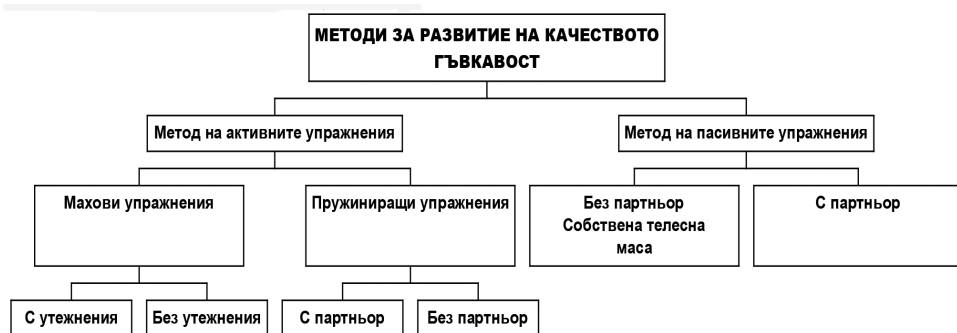 МЕТОДИ ЗА РАЗВИТИЕ НА КАЧЕСТВОТО
ГЪВКАВОСТ
Метод на активните упражнения
Метод на пасивните упражнения
Махови упражнения
Пружиниращи упражнения
Без партньор
Собствена телесна
маса
С партньор
С утежнения
Без утежнения
С партньор
Без партньор